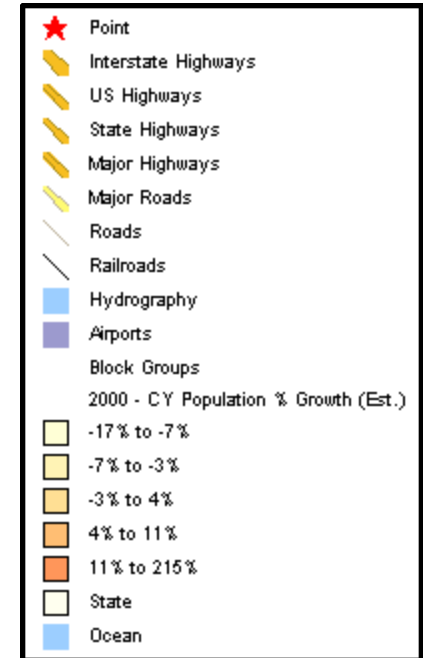 Point
Interstate Highways
US Highways
State Highways
Major Highways
Major Roads
Roads
Railroads
Hydrography
Airports
Block Groups
2000 - CY Population % Growth (Est.)
-17% to -7%
-7% to -3%
-3% to 4%
4% to 11%
11% to 215%
State
Ocean